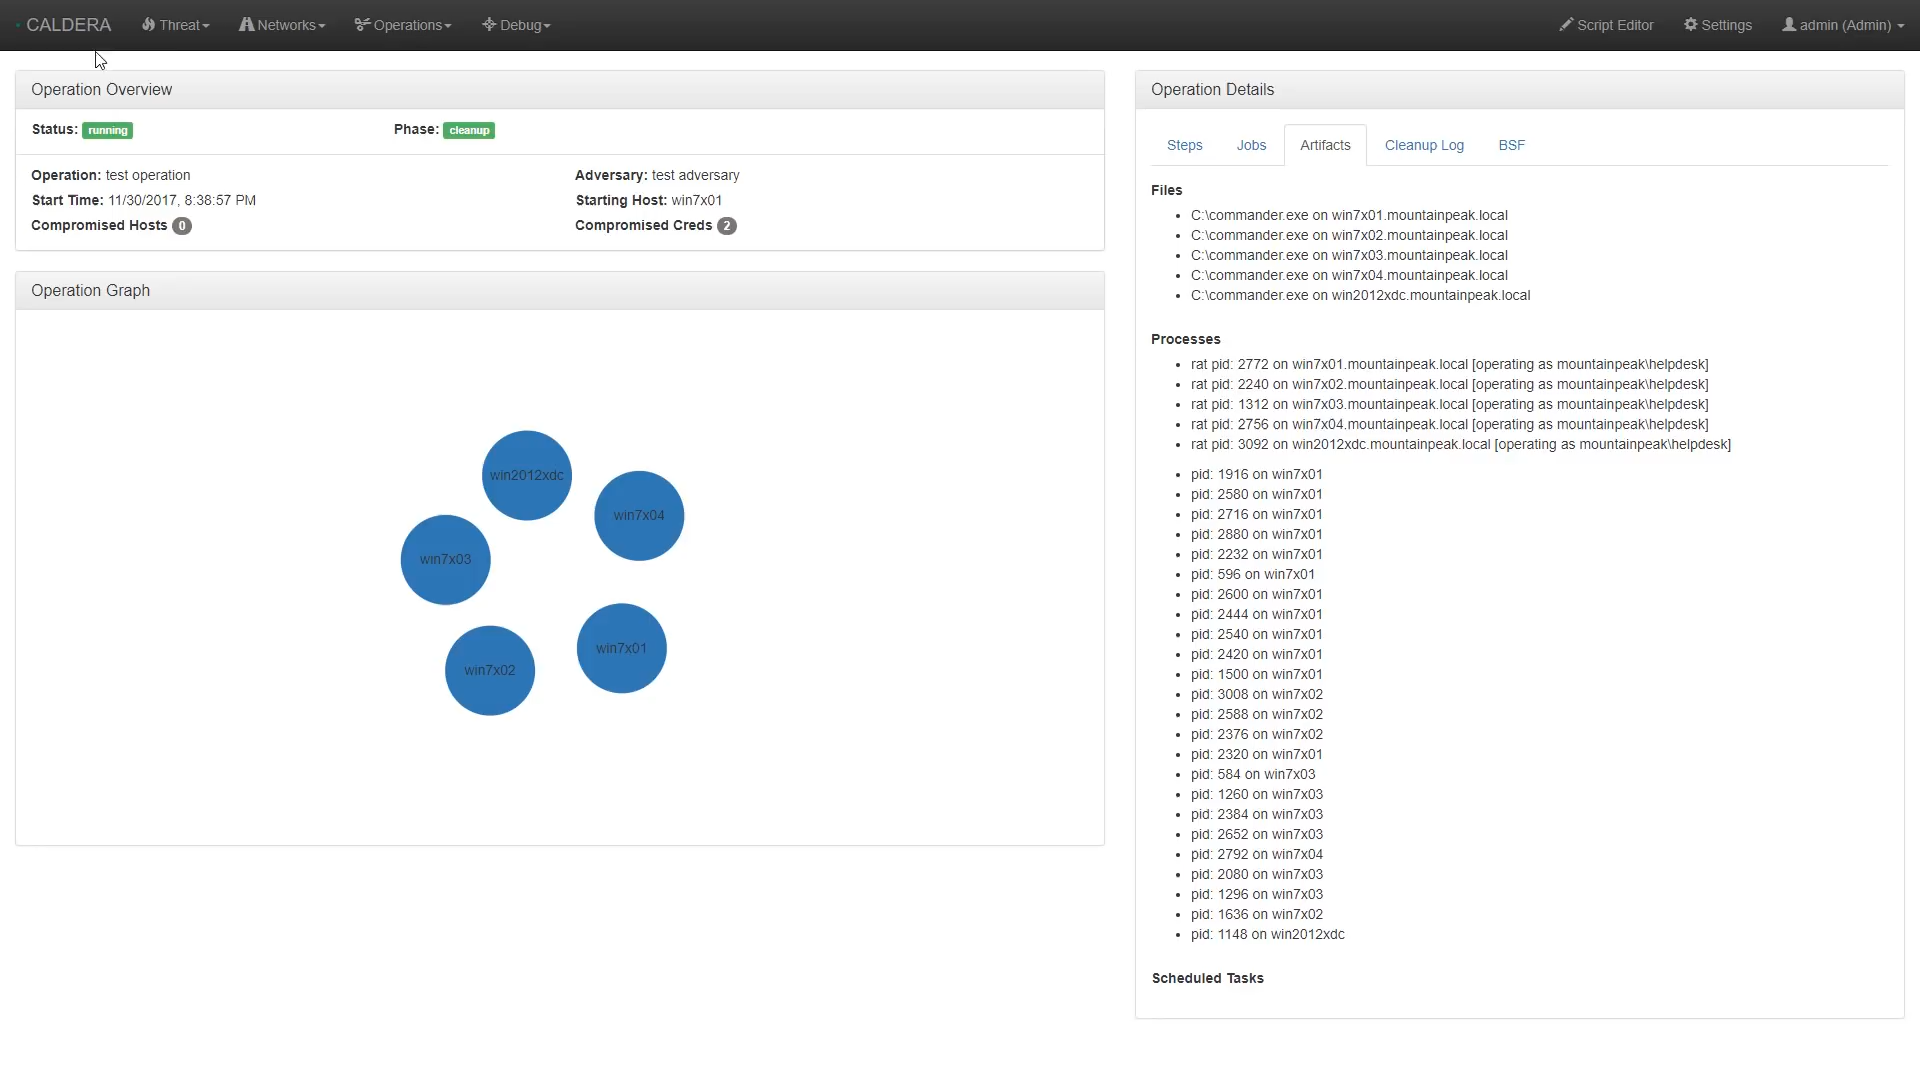 CALDERA Threat Networks Operations Debug Script Editor Settings admin (Admin)
Operation Overview
Status: running Phase: cleanup
Operation: test operation Adversary: test adversary
Start Time: 11/30/2017, 8:38:57 PM Starting Host: win7x01
Compromised Hosts 0 Compromised Creds 2
Operation Graph
win2012xdc
win7x04
win7x03
win7x01
win7x02
Operation Details
Steps Jobs Artifacts Cleanup Log BSF
Files
C:\commander.exe on win7x01.mountainpeak.local
C:\commander.exe on win7x02.mountainpeak.local
C:\commander.exe on win7x03.mountainpeak.local
C:\commander.exe on win7x04.mountainpeak.local
C:\commander.exe on win2012xdc.mountainpeak.local
Processes
rat pid: 2772 on win7x01.mountainpeak.local [operating as mountainpeak\helpdesk]
rat pid: 2240 on win7x02.mountainpeak.local [operating as mountainpeak\helpdesk]
rat pid: 1312 on win7x03.mountainpeak.local [operating as mountainpeak\helpdesk]
rat pid: 2756 on win7x04.mountainpeak.local [operating as mountainpeak\helpdesk]
rat pid: 3092 on win2012xdc.mountainpeak.local [operating as mountainpeak\helpdesk]
pid: 1916 on win7x01
pid: 2580 on win7x01
pid: 2716 on win7x01
pid: 2880 on win7x01
pid: 2232 on win7x01
pid: 596 on win7x01
pid: 2600 on win7x01
pid: 2444 on win7x01
pid: 2540 on win7x01
pid: 2420 on win7x01
pid: 1500 on win7x01
pid: 3008 on win7x02
pid: 2588 on win7x02
pid: 2376 on win7x02
pid: 2320 on win7x01
pid: 584 on win7x03
pid: 1260 on win7x03
pid: 2384 on win7x03
pid: 2652 on win7x03
pid: 2792 on win7x04
pid: 2080 on win7x03
pid: 1296 on win7x03
pid: 1636 on win7x02
pid: 1148 on win2012xdc
Scheduled Tasks